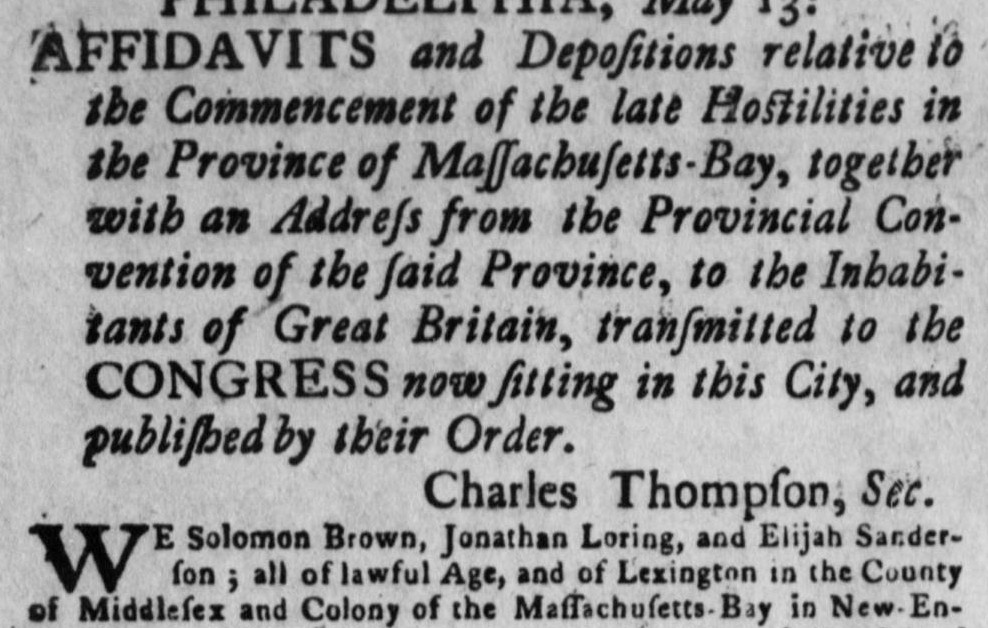 PHILADELPHIA, May 13.
AFFIDAVITS and Depoſitions relative to
the Commencement of the late Hoſtilities in
the Province of Maſſachuſetts-Bay, together
with an Addreſs from the Provincial Con-
vention of the ſaid Province, to the Inhabi-
tants of Great Britain, tranſmitted to the
CONGRESS now ſitting in this City, and
publiſhed by their Order.
Charles Thompſon, Sec.
WE Solomon Brown, Jonathan Loring, and Elijah Sander-
ſon ; all of lawful Age, and of Lexington in the County
of Middleſex and Colony of the Maſſachuſetts-Bay in New-En-